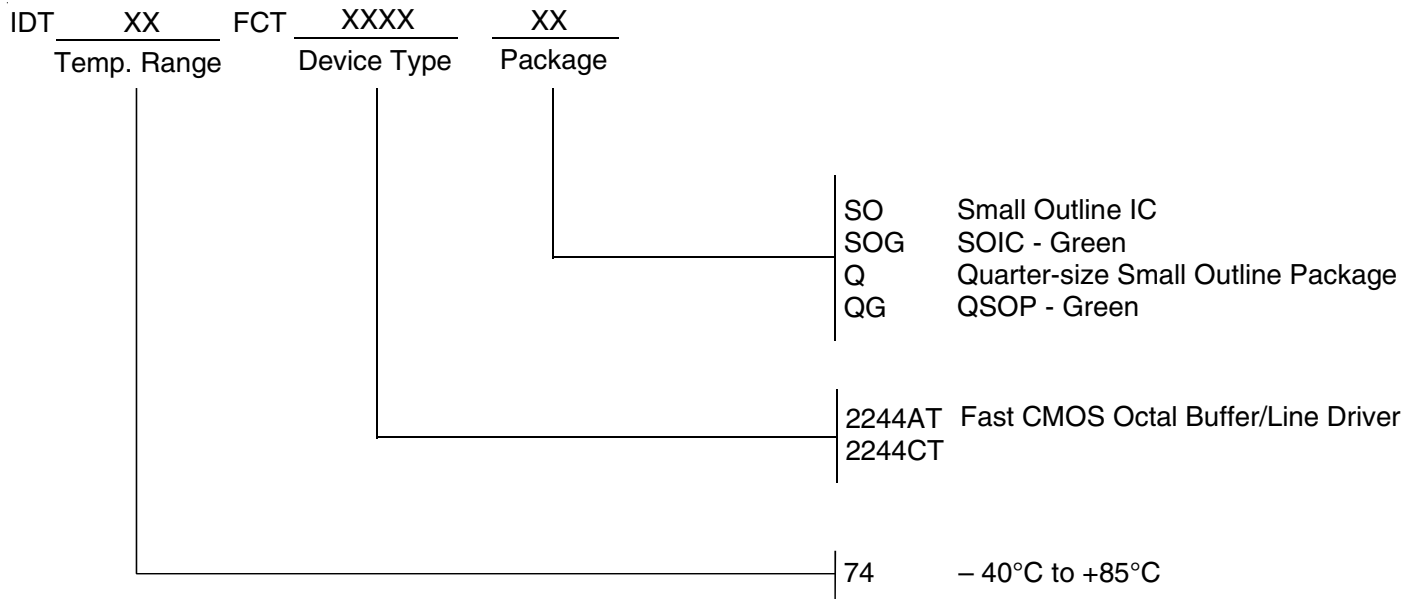 IDT XX FCT XXXX XX
Temp. Range Device Type Package
SO Small Outline IC
SOG SOIC - Green
Q Quarter-size Small Outline Package
QG QSOP - Green
2244AT Fast CMOS Octal Buffer/Line Driver
2244CT
74 – 40°C to +85°C